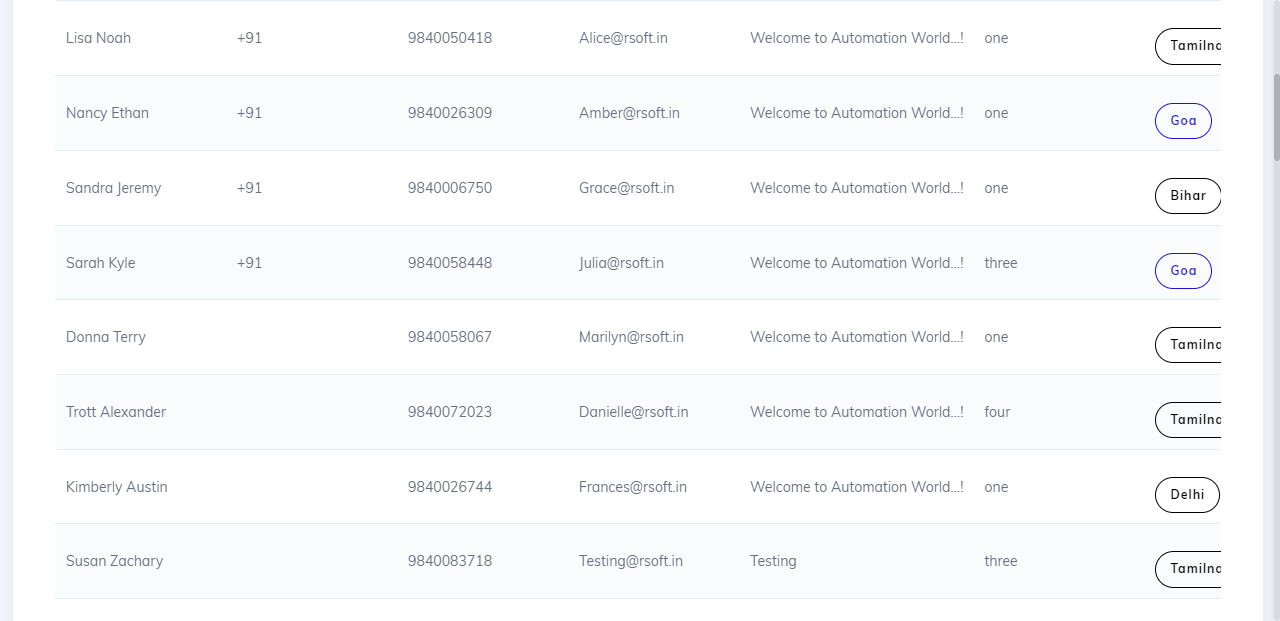 Lisa Noah +91 9840050418 Alice@rsoft.in Welcome to Automation World...! one
Nancy Ethan +91 9840026309 Amber@rsoft.in Welcome to Automation World...! one Goa
Sandra Jeremy +91 9840006750 Grace@rsoft.in Welcome to Automation World...! one Bihar
Sarah Kyle +91 9840058448 Julia@rsoft.in Welcome to Automation World...! three Goa
Donna Terry 9840058067 Marilyn@rsoft.in Welcome to Automation World...! one
Trott Alexander 9840072023 Danielle@rsoft.in Welcome to Automation World...! four
Kimberly Austin 9840026744 Frances@rsoft.in Welcome to Automation World...! one Delhi
Susan Zachary 9840083718 Testing@rsoft.in Testing three